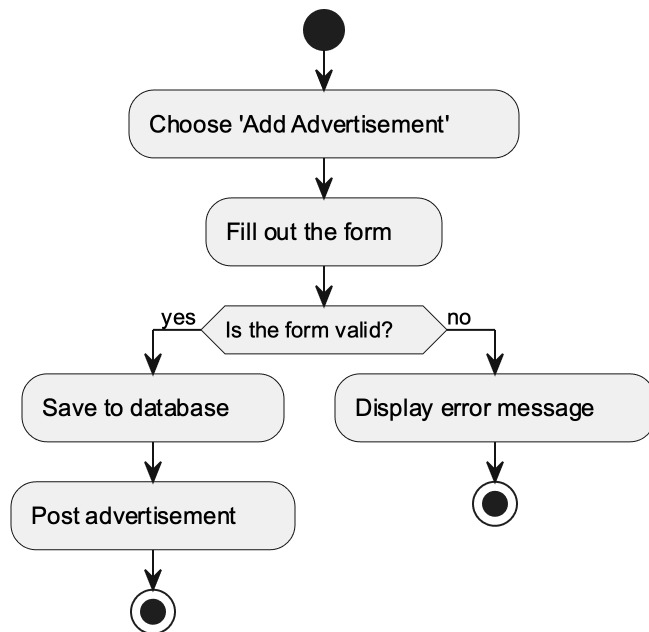 Choose 'Add Advertisement'
Fill out the form
yes
Is the form valid?
no
Save to database
Display error message
Post advertisement